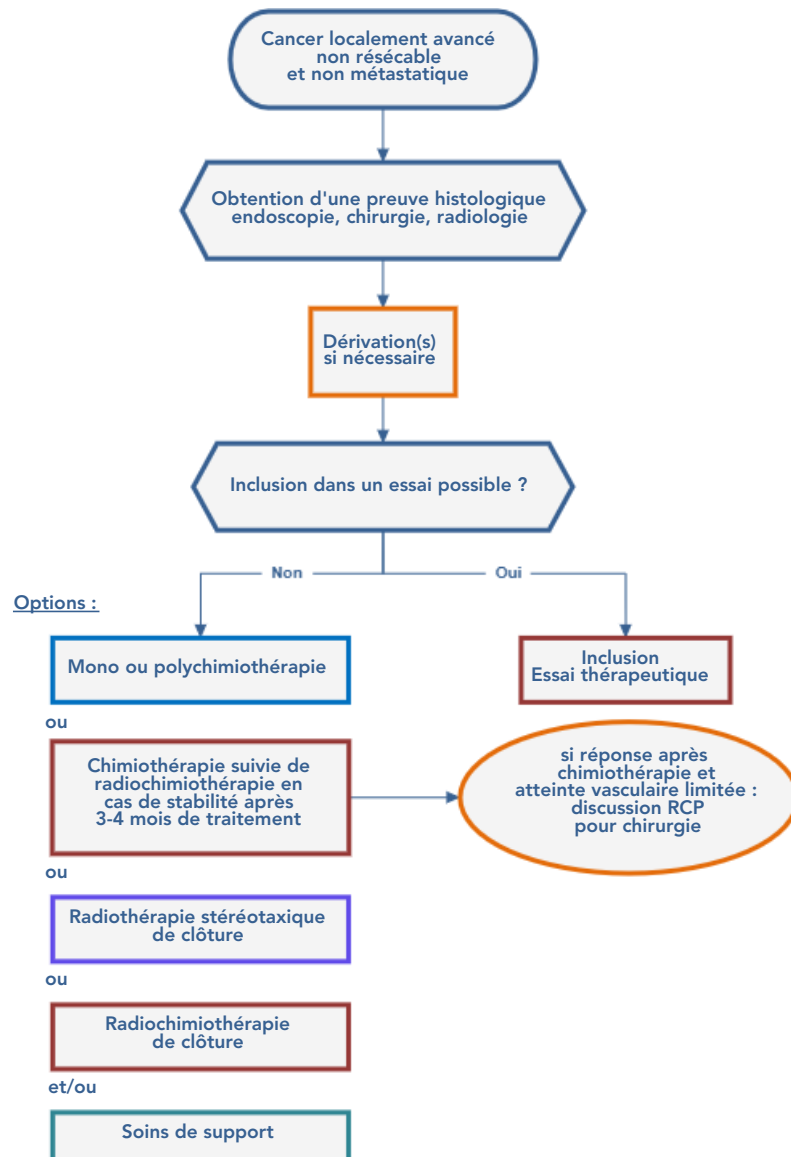 Cancer localement avancé
non résécable
et non métastatique
Obtention d'une preuve histologique
endoscopie, chirurgie, radiologie
Dérivation(s)
si nécessaire
Inclusion dans un essai possible ?
Non
Oui
Options :
Mono ou polychimiothérapie
Inclusion
Essai thérapeutique
ou
Chimiothérapie suivie de
radiochimiothérapie en
cas de stabilité après
3-4 mois de traitement
si réponse après
chimiothérapie et
atteinte vasculaire limitée :
discussion RCP
pour chirurgie
ou
Radiothérapie stéréotaxique
de clôture
ou
Radiochimiothérapie
de clôture
et/ou
Soins de support